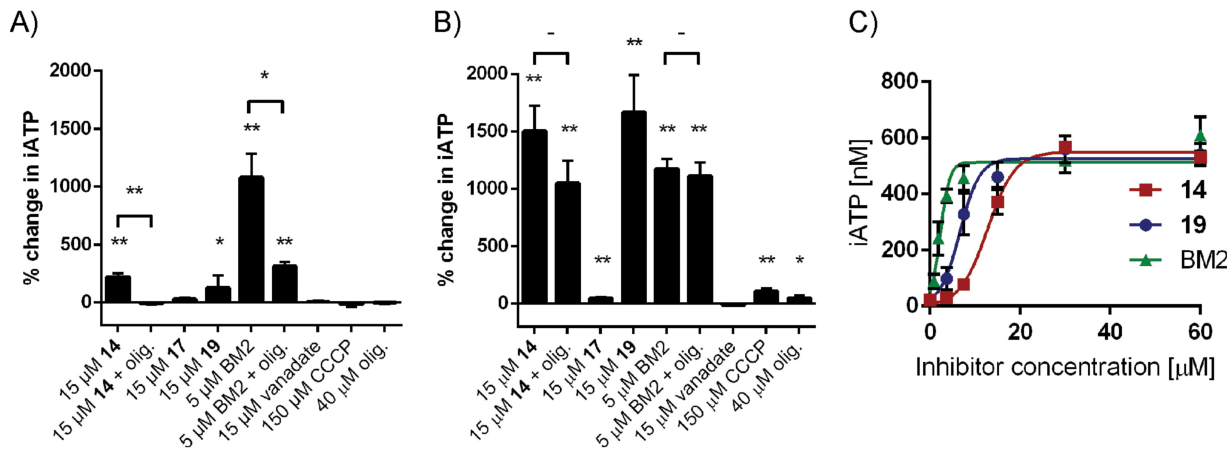 A)
% change in iATP
2000
1500
1000
500
0
**
**
*
**
*
**
15 µM 14
15 µM 14 + olig.
15 µM 17
15 µM 19
5 µM BM2
5 µM BM2 + olig.
15 µM vanadate
150 µM CCCP
40 µM olig.
B)
% change in iATP
2000
1500
1000
500
0
-
**
**
**
**
-
**
**
**
*
15 µM 14
15 µM 14 + olig.
15 µM 17
15 µM 19
5 µM BM2
5 µM BM2 + olig.
15 µM vanadate
150 µM CCCP
40 µM olig.
C)
iATP [nM]
800
600
400
200
0
0 20 40 60
Inhibitor concentration [µM]
14
19
BM2